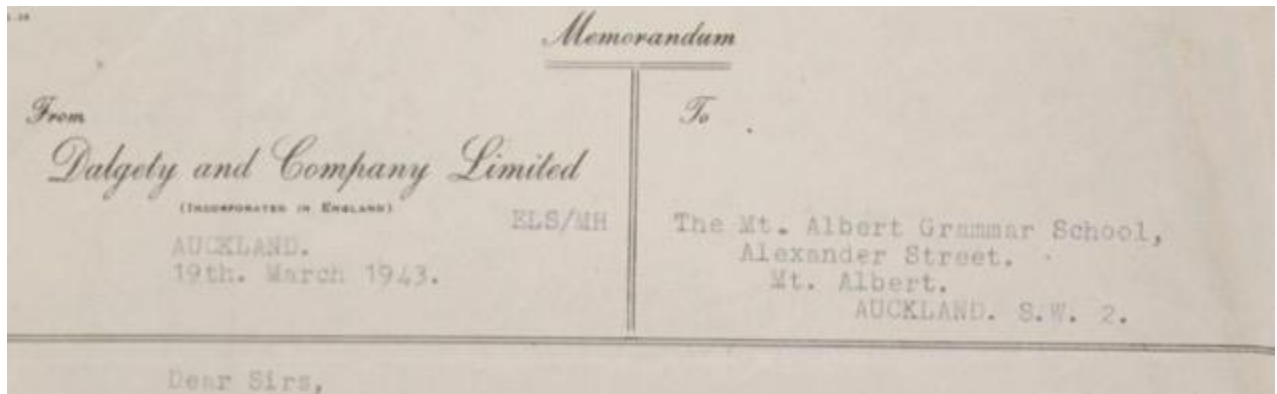 Memorandum
From
Dalgety and Company Limited
(INCORPORATED IN ENGLAND)
ELS/MH
AUCKLAND.
19th. March 1943.
To
The Mt. Albert Grammar School,
Alexander Street.
Mt. Albert.
AUCKLAND. S.W. 2.
Dear Sirs,